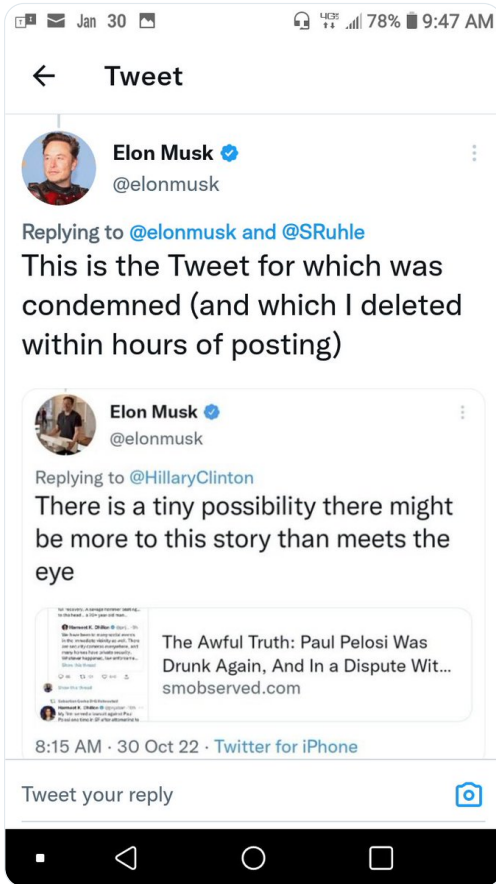 Jan 30 78% 9:47 AM
Tweet
Elon Musk
@elonmusk
Replying to @elonmusk and @SRuhle
This is the Tweet for which was
condemned (and which I deleted
within hours of posting)
Elon Musk
@elonmusk
Replying to @HillaryClinton
There is a tiny possibility there might
be more to this story than meets the
eye
The Awful Truth: Paul Pelosi Was
Drunk Again, And In a Dispute Wit...
smobserved.com
8:15 AM · 30 Oct 22 · Twitter for iPhone
Tweet your reply